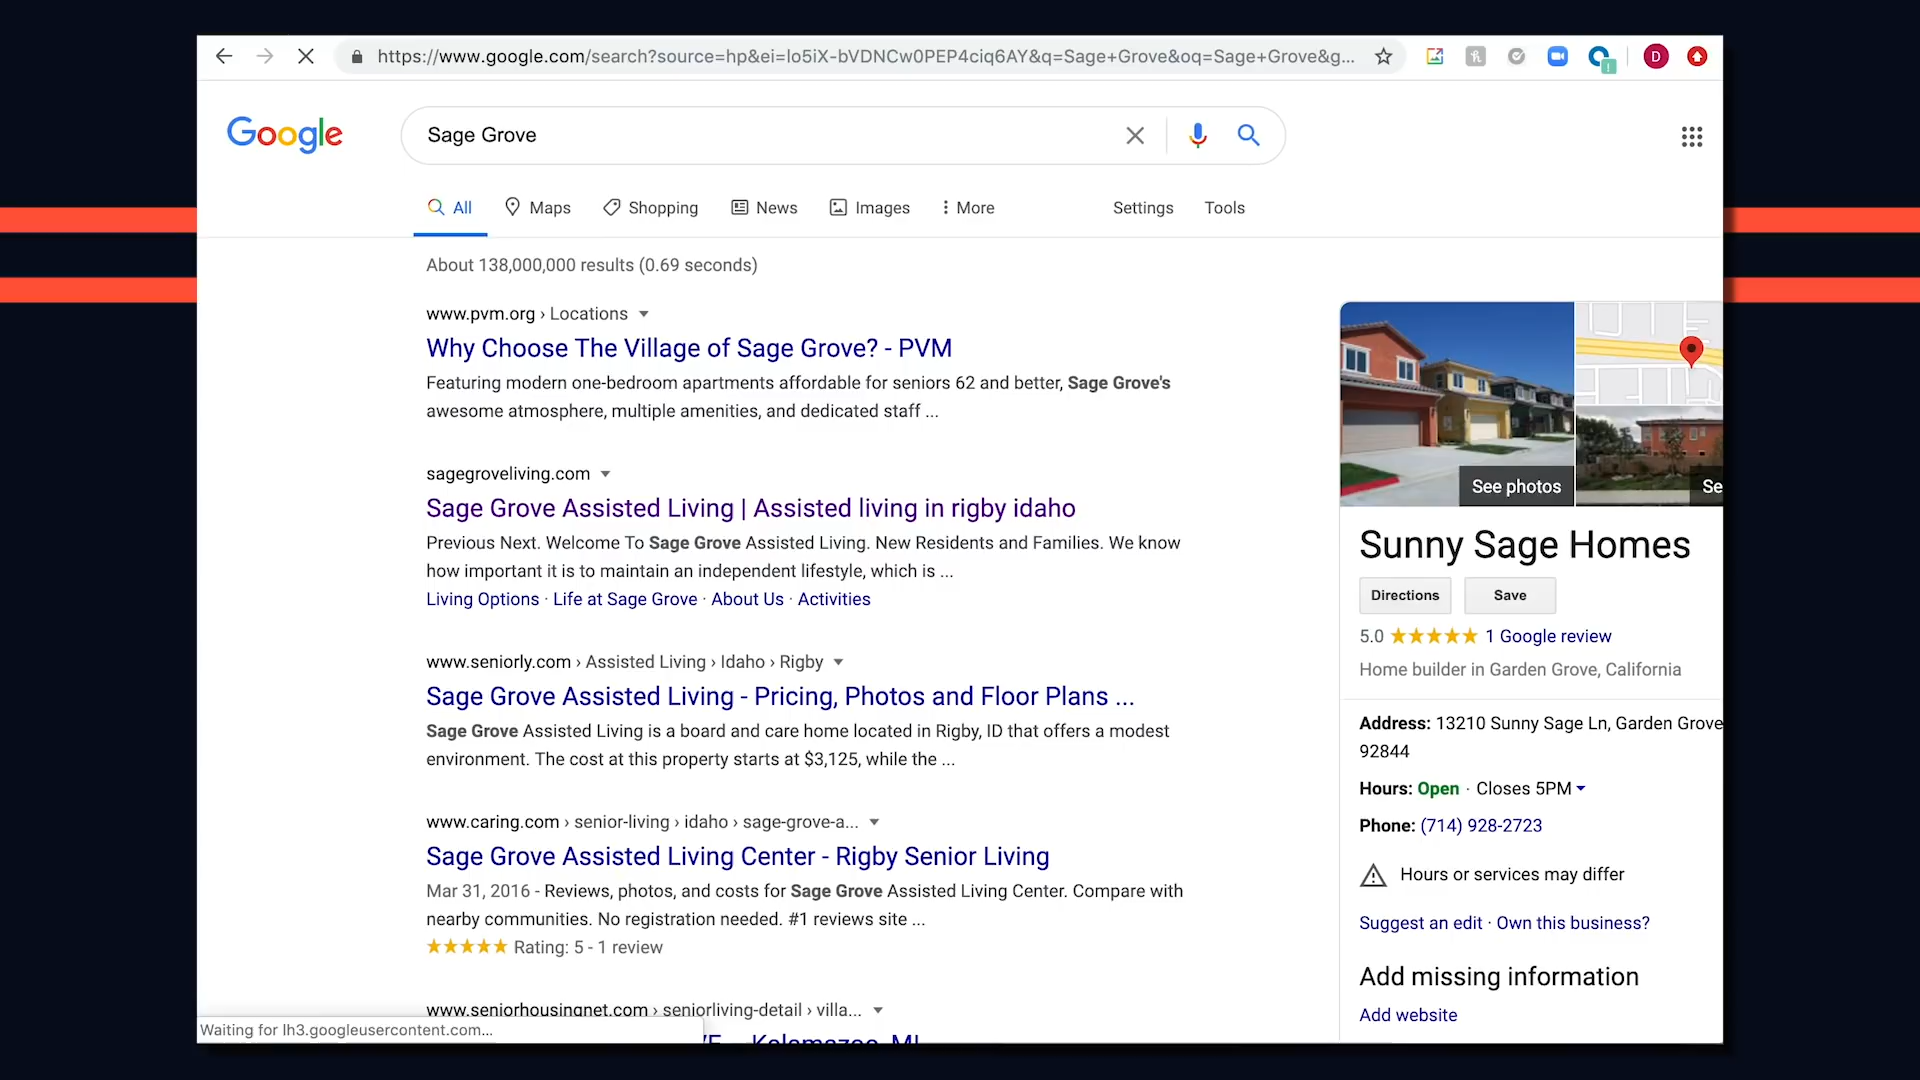 https://www.google.com/search?source=hp&ei=lo5iX-bVDNCw0PEP4ciq6AY&q=Sage+Grove&oq=Sage+Grove&g...
D
Google
Sage Grove
All
Maps
Shopping
News
Images
More
Settings
Tools
About 138,000,000 results (0.69 seconds)
www.pvm.org › Locations
Why Choose The Village of Sage Grove? - PVM
Featuring modern one-bedroom apartments affordable for seniors 62 and better, Sage Grove's
awesome atmosphere, multiple amenities, and dedicated staff ...
sagegroveliving.com
Sage Grove Assisted Living | Assisted living in rigby idaho
Previous Next. Welcome To Sage Grove Assisted Living. New Residents and Families. We know
how important it is to maintain an independent lifestyle, which is ...
Living Options · Life at Sage Grove · About Us · Activities
www.seniorly.com › Assisted Living › Idaho › Rigby
Sage Grove Assisted Living - Pricing, Photos and Floor Plans ...
Sage Grove Assisted Living is a board and care home located in Rigby, ID that offers a modest
environment. The cost at this property starts at $3,125, while the ...
www.caring.com › senior-living › idaho › sage-grove-a...
Sage Grove Assisted Living Center - Rigby Senior Living
Mar 31, 2016 - Reviews, photos, and costs for Sage Grove Assisted Living Center. Compare with
nearby communities. No registration needed. #1 reviews site ...
Rating: 5 - 1 review
www.seniorhousingnet.com › seniorliving-detail › villa...
Kalamazoo, MI
Waiting for lh3.googleusercontent.com...
See photos
Se
Sunny Sage Homes
Directions
Save
5.0 1 Google review
Home builder in Garden Grove, California
Address: 13210 Sunny Sage Ln, Garden Grove
92844
Hours: Open · Closes 5PM
Phone: (714) 928-2723
Hours or services may differ
Suggest an edit · Own this business?
Add missing information
Add website